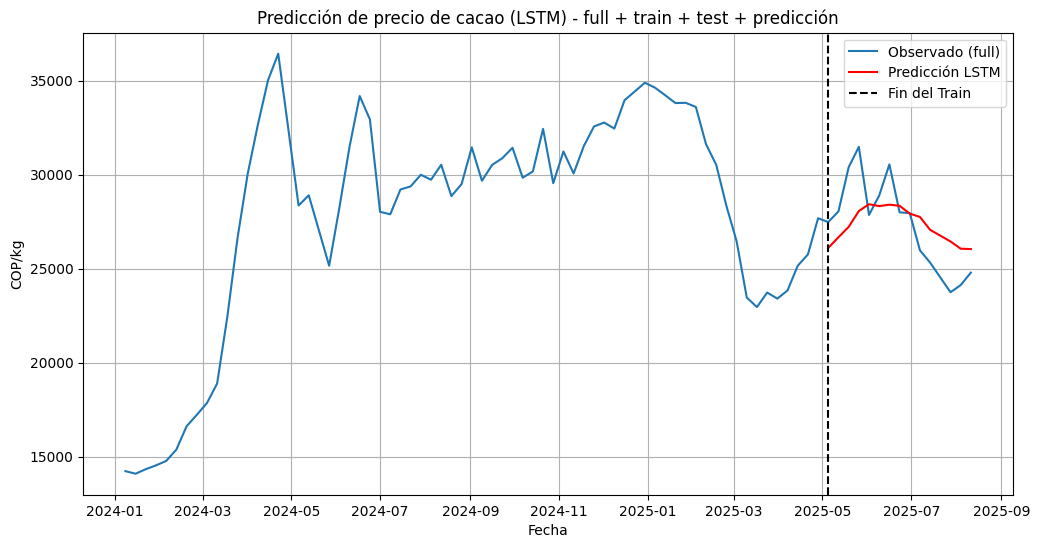 Predicción de precio de cacao (LSTM) - full + train + test + predicción
Observado (full)
Predicción LSTM
Fin del Train
COP/kg
35000
30000
25000
20000
15000
2024-01 2024-03 2024-05 2024-07 2024-09 2024-11 2025-01 2025-03 2025-05 2025-07 2025-09
Fecha